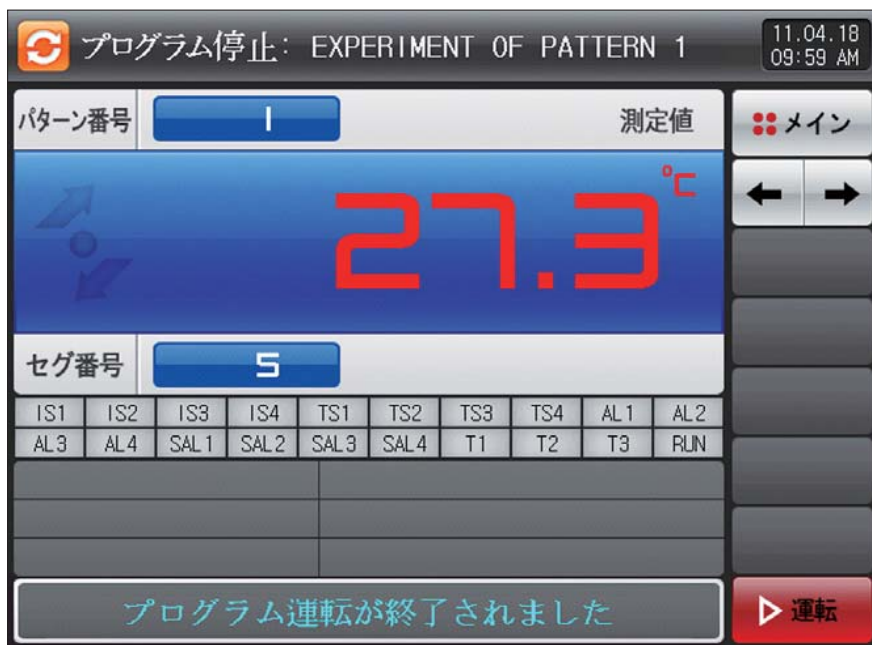 プログラム停止: EXPERIMENT OF PATTERN 1
11.04.18
09:59 AM
パターン番号 1 測定値
メイン
27.3 ℃
← →
セグ番号 5
IS1 IS2 IS3 IS4 TS1 TS2 TS3 TS4 AL1 AL2
AL3 AL4 SAL1 SAL2 SAL3 SAL4 T1 T2 T3 RUN
プログラム運転が終了されました
運転